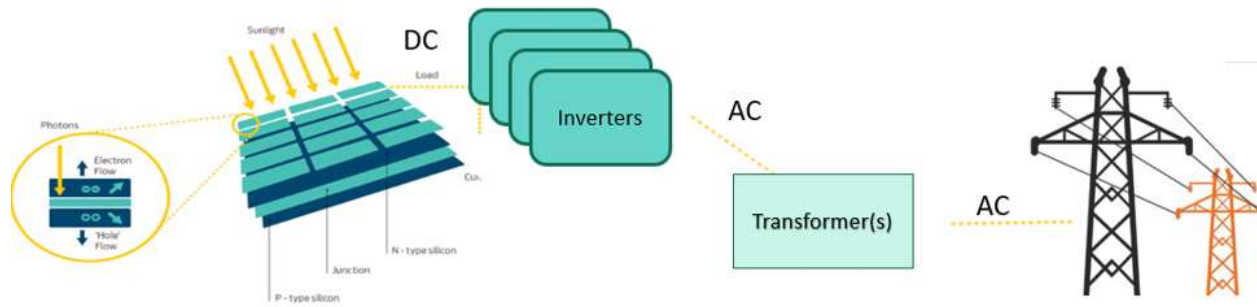 Sunlight
DC
Load
Inverters
Photons
AC
Electron
Flow
'Hole'
Flow
Transformer(s)
AC
N - type silicon
Junction
P - type silicon